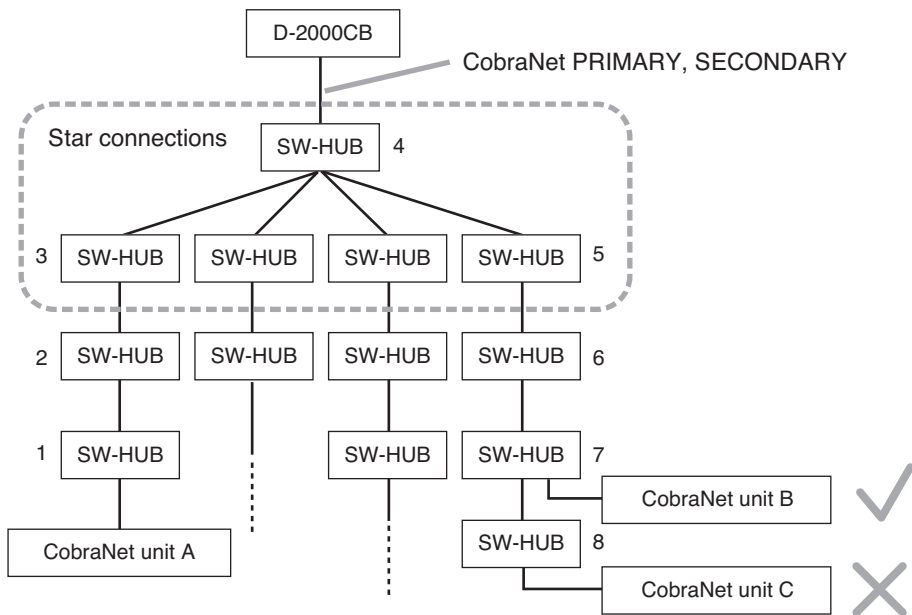 D-2000CB
CobraNet PRIMARY, SECONDARY
Star connections
SW-HUB 4
3 SW-HUB SW-HUB SW-HUB SW-HUB 5
2 SW-HUB SW-HUB SW-HUB SW-HUB 6
1 SW-HUB SW-HUB SW-HUB 7
CobraNet unit B
CobraNet unit A
SW-HUB 8
CobraNet unit C